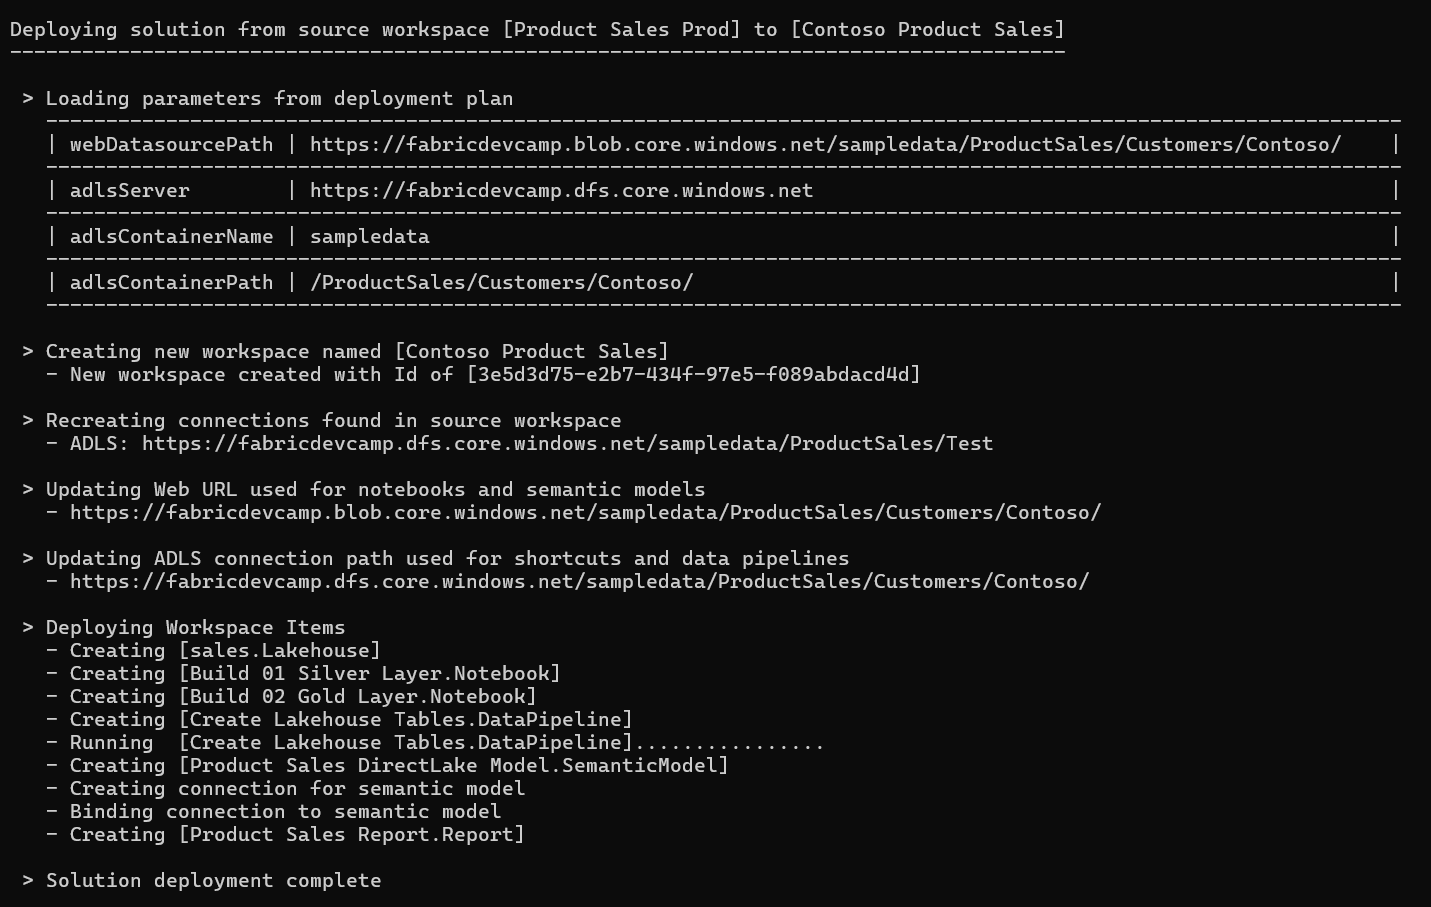 Deploying solution from source workspace [Product Sales Prod] to [Contoso Product Sales]
----------------------------------------------------------------------------------------
> Loading parameters from deployment plan
| webDatasourcePath | https://fabricdevcamp.blob.core.windows.net/sampledata/ProductSales/Customers/Contoso/ |
| adlsServer | https://fabricdevcamp.dfs.core.windows.net |
| adlsContainerName | sampledata |
| adlsContainerPath | /ProductSales/Customers/Contoso/ |
> Creating new workspace named [Contoso Product Sales]
- New workspace created with Id of [3e5d3d75-e2b7-434f-97e5-f089abdacd4d]
> Recreating connections found in source workspace
- ADLS: https://fabricdevcamp.dfs.core.windows.net/sampledata/ProductSales/Test
> Updating Web URL used for notebooks and semantic models
- https://fabricdevcamp.blob.core.windows.net/sampledata/ProductSales/Customers/Contoso/
> Updating ADLS connection path used for shortcuts and data pipelines
- https://fabricdevcamp.dfs.core.windows.net/sampledata/ProductSales/Customers/Contoso/
> Deploying Workspace Items
- Creating [sales.Lakehouse]
- Creating [Build 01 Silver Layer.Notebook]
- Creating [Build 02 Gold Layer.Notebook]
- Creating [Create Lakehouse Tables.DataPipeline]
- Running  [Create Lakehouse Tables.DataPipeline]................
- Creating [Product Sales DirectLake Model.SemanticModel]
- Creating connection for semantic model
- Binding connection to semantic model
- Creating [Product Sales Report.Report]
> Solution deployment complete